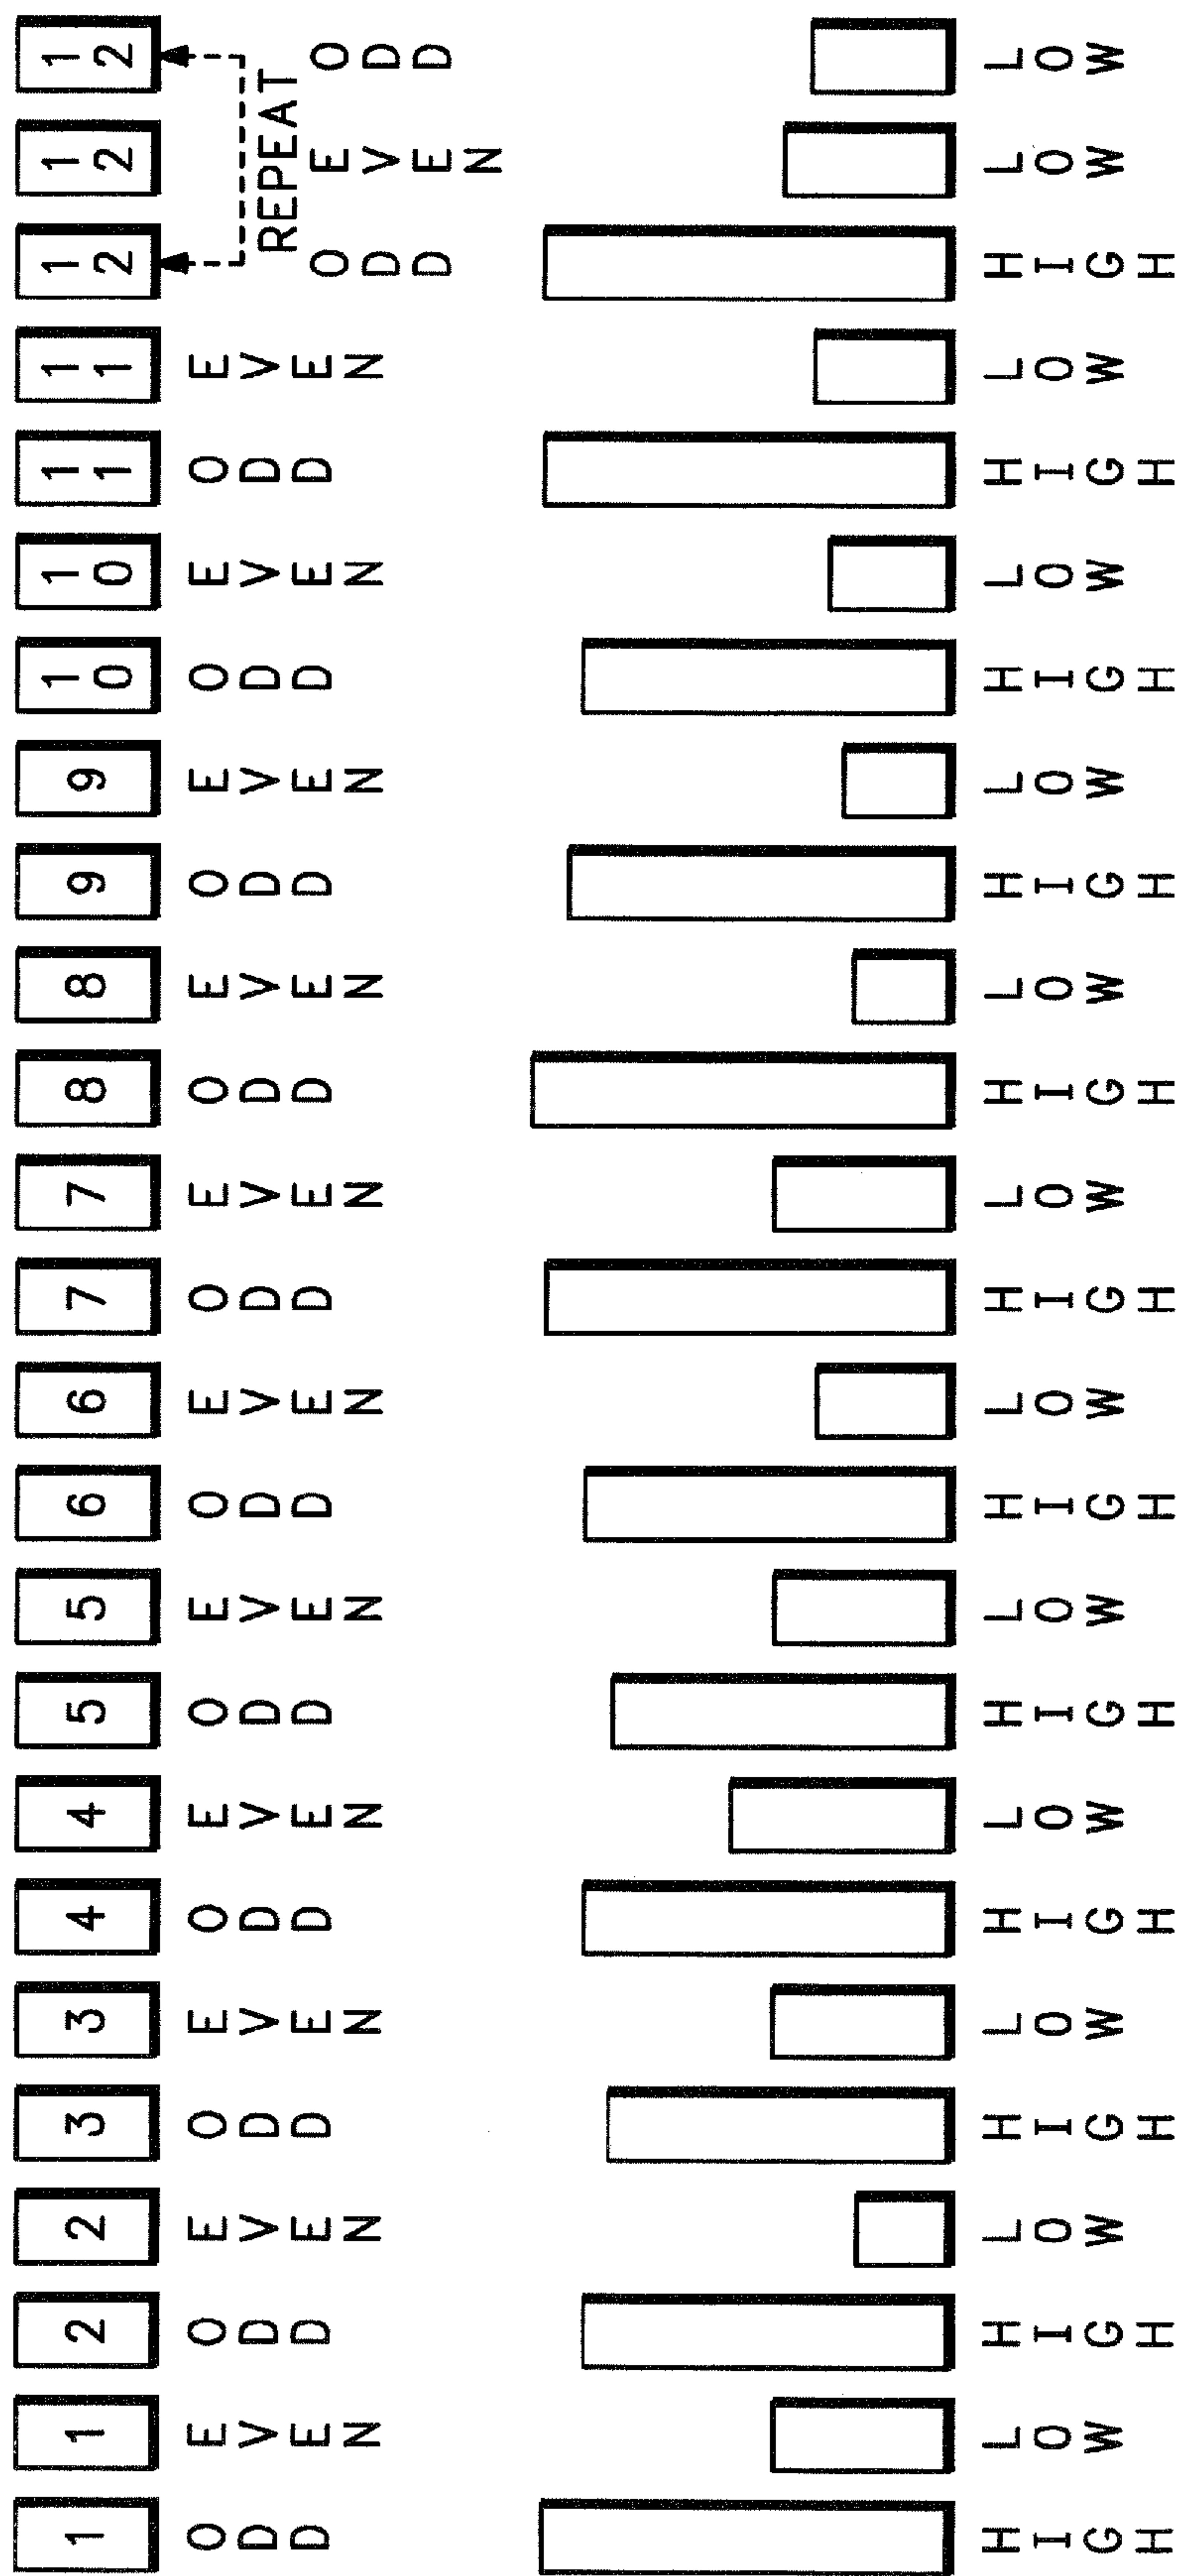 1 1 2 2 3 3 4 4 5 5 6 6 7 7 8 8 9 9 10 10 11 11 12 12 12
ODD EVEN ODD EVEN ODD EVEN ODD EVEN ODD EVEN ODD EVEN ODD EVEN ODD EVEN ODD EVEN ODD EVEN ODD EVEN
REPEAT
ODD EVEN ODD
HIGH LOW HIGH LOW HIGH LOW HIGH LOW HIGH LOW HIGH LOW HIGH LOW HIGH LOW HIGH LOW HIGH LOW HIGH LOW HIGH LOW LOW